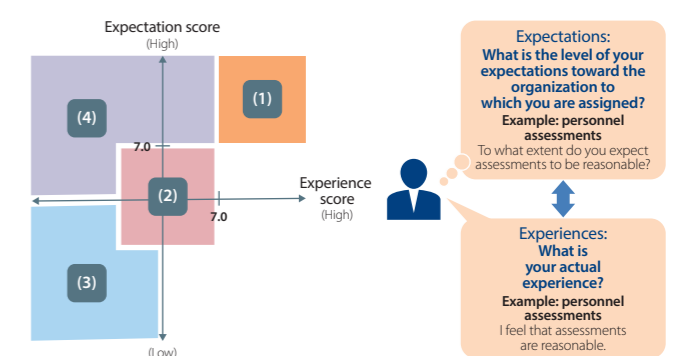 Expectation score
(High)
(1)
(4)
7.0
(2)
Experience
score
(High)
7.0
(3)
(Low)
Expectations:
What is the level of your
expectations toward the
organization to
which you are assigned?
Example: personnel
assessments
To what extent do you expect
assessments to be reasonable?
Experiences:
What is
your actual
experience?
Example: personnel
assessments
I feel that assessments
are reasonable.